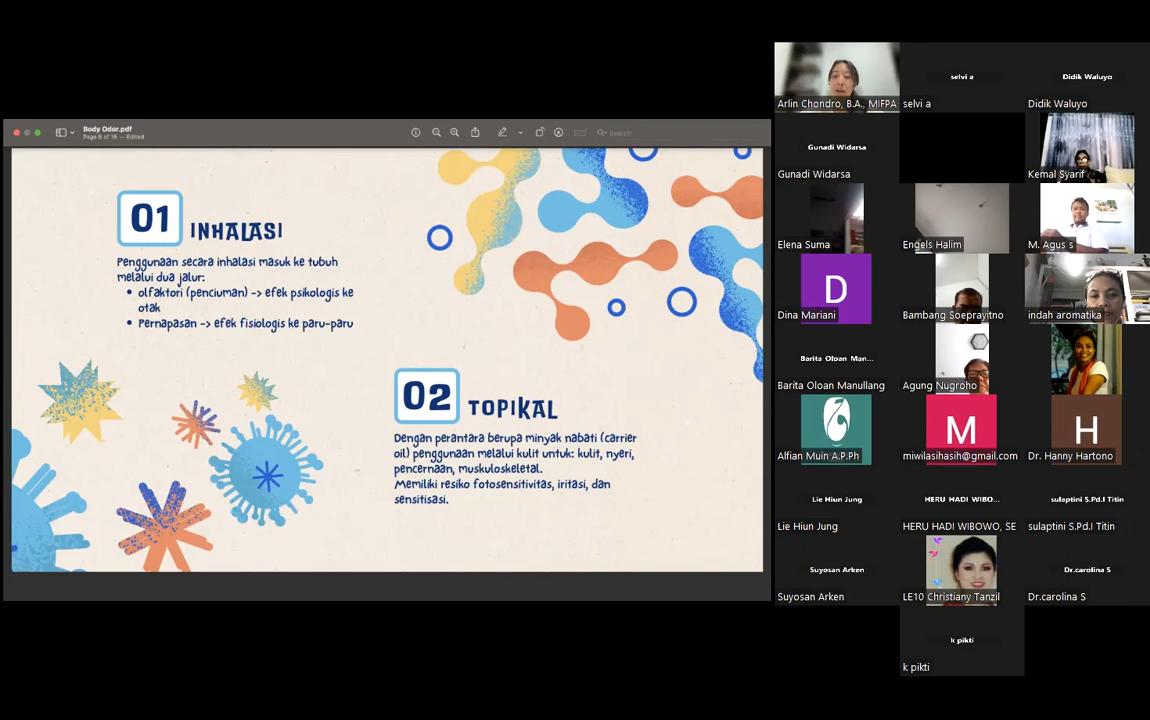 Body Odor.pdf
Page 5 of 16 — Edited
Search
01 INHALASI
Penggunaan secara inhalasi masuk ke tubuh
melalui dua jalur:
• olfaktori (penciuman) -> efek psikologis ke
otak
• Pernapasan -> efek fisiologis ke paru-paru
02 TOPIKAL
Dengan perantara berupa minyak nabati (carrier
oil) penggunaan melalui kulit untuk: kulit, nyeri,
pencernaan, muskuloskeletal.
Memiliki resiko fotosensitivitas, iritasi, dan
sensitisasi.
Arlin Chondro, B.A., MIFPA
selvi a
selvi a
Didik Waluyo
Didik Waluyo
Gunadi Widarsa
Gunadi Widarsa
Kemal Syarif
Elena Suma
Engels Halim
M. Agus s
D
Dina Mariani
Bambang Soeprayitno
indah aromatika
Barita Oloan Man...
Barita Oloan Manullang
Agung Nugroho
Alfian Muin A.P.Ph
M
miwilasihasih@gmail.com
H
Dr. Hanny Hartono
Lie Hiun Jung
Lie Hiun Jung
HERU HADI WIBO...
HERU HADI WIBOWO, SE
sulaptini S.Pd.I Titin
sulaptini S.Pd.I Titin
Suyosan Arken
Suyosan Arken
LE10 Christiany Tanzil
Dr.carolina S
Dr.carolina S
k pikti
k pikti